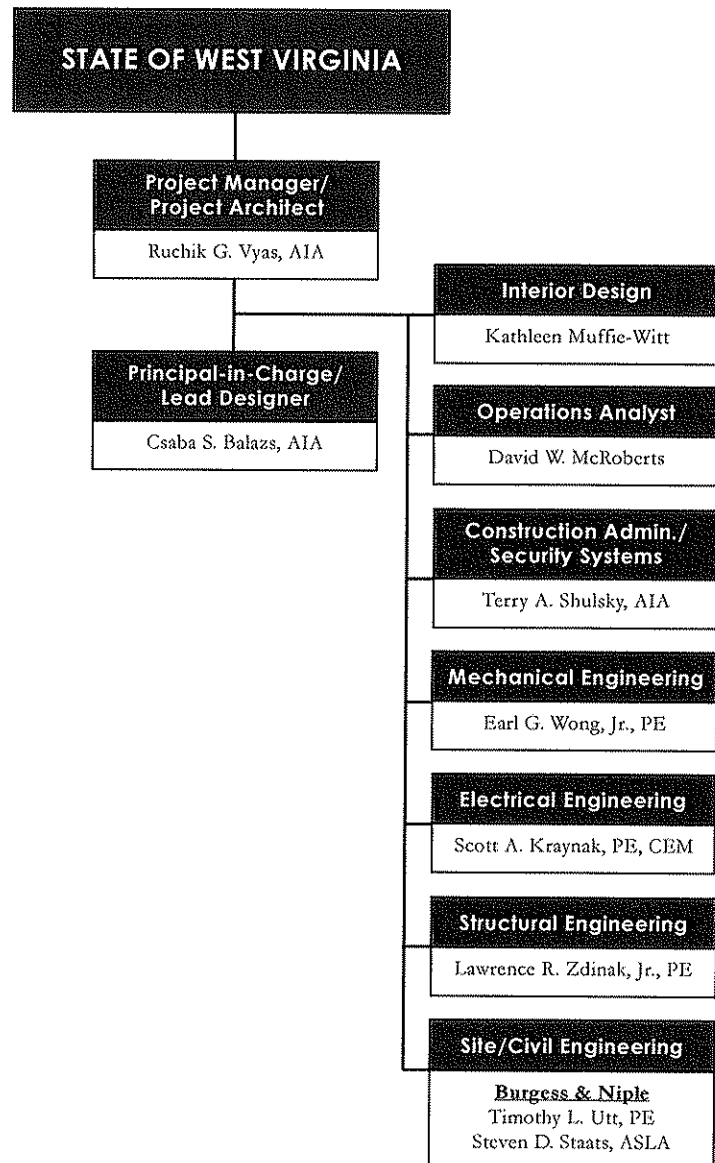 STATE OF WEST VIRGINIA
Project Manager/
Project Architect
Ruchik G. Vyas, AIA
Principal-in-Charge/
Lead Designer
Csaba S. Balazs, AIA
Interior Design
Kathleen Muffie-Witt
Operations Analyst
David W. McRoberts
Construction Admin./
Security Systems
Terry A. Shulsky, AIA
Mechanical Engineering
Earl G. Wong, Jr., PE
Electrical Engineering
Scott A. Kraynak, PE, CEM
Structural Engineering
Lawrence R. Zdinak, Jr., PE
Site/Civil Engineering
Burgess & Niple
Timothy L. Utt, PE
Steven D. Staats, ASLA